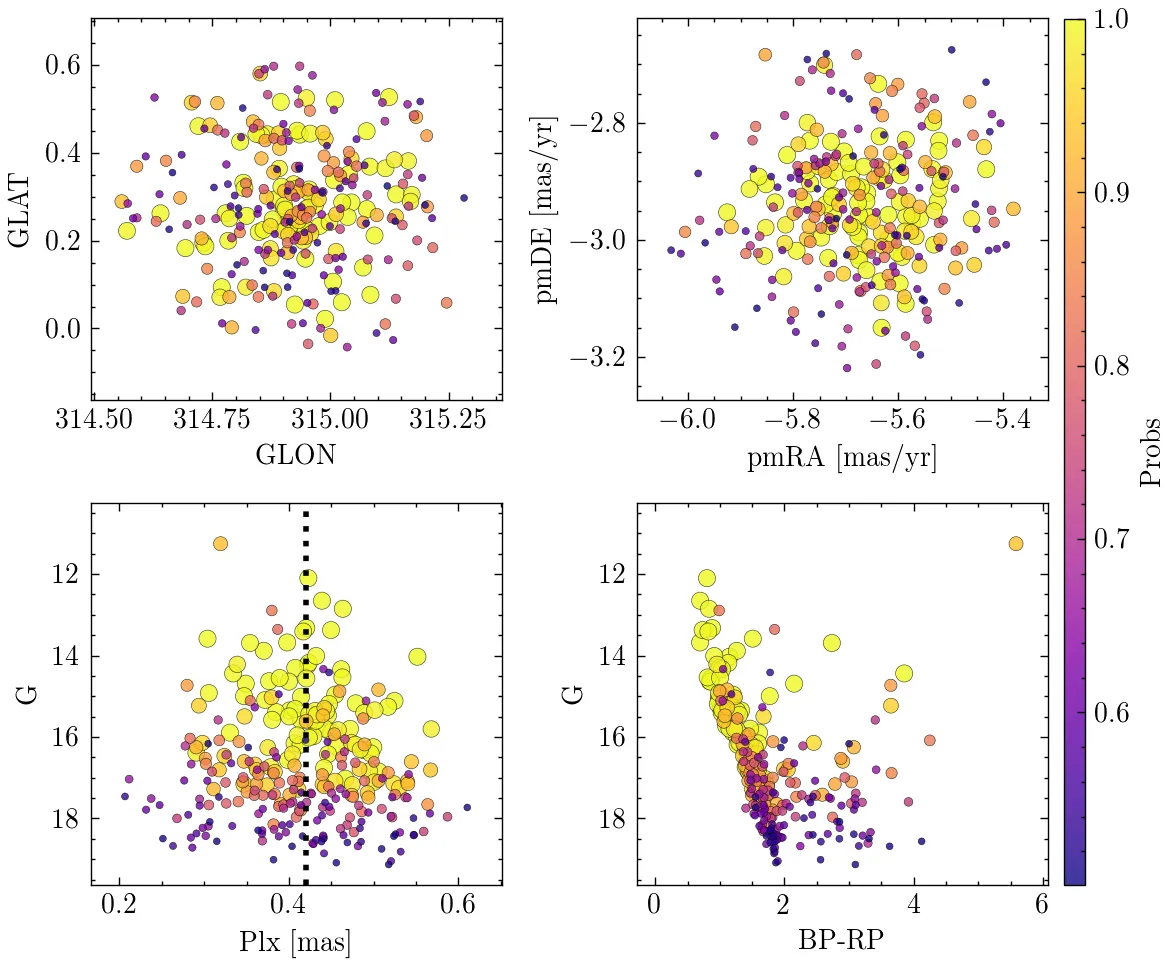 0.6
0.4
0.2
0.0
GLAT
314.50 314.75 315.00 315.25
GLON
−2.8
−3.0
−3.2
pmDE [mas/yr]
−6.0 −5.8 −5.6 −5.4
pmRA [mas/yr]
12
14
16
18
G
0.2 0.4 0.6
Plx [mas]
12
14
16
18
G
0 2 4 6
BP-RP
1.0
0.9
0.8
0.7
0.6
Probs